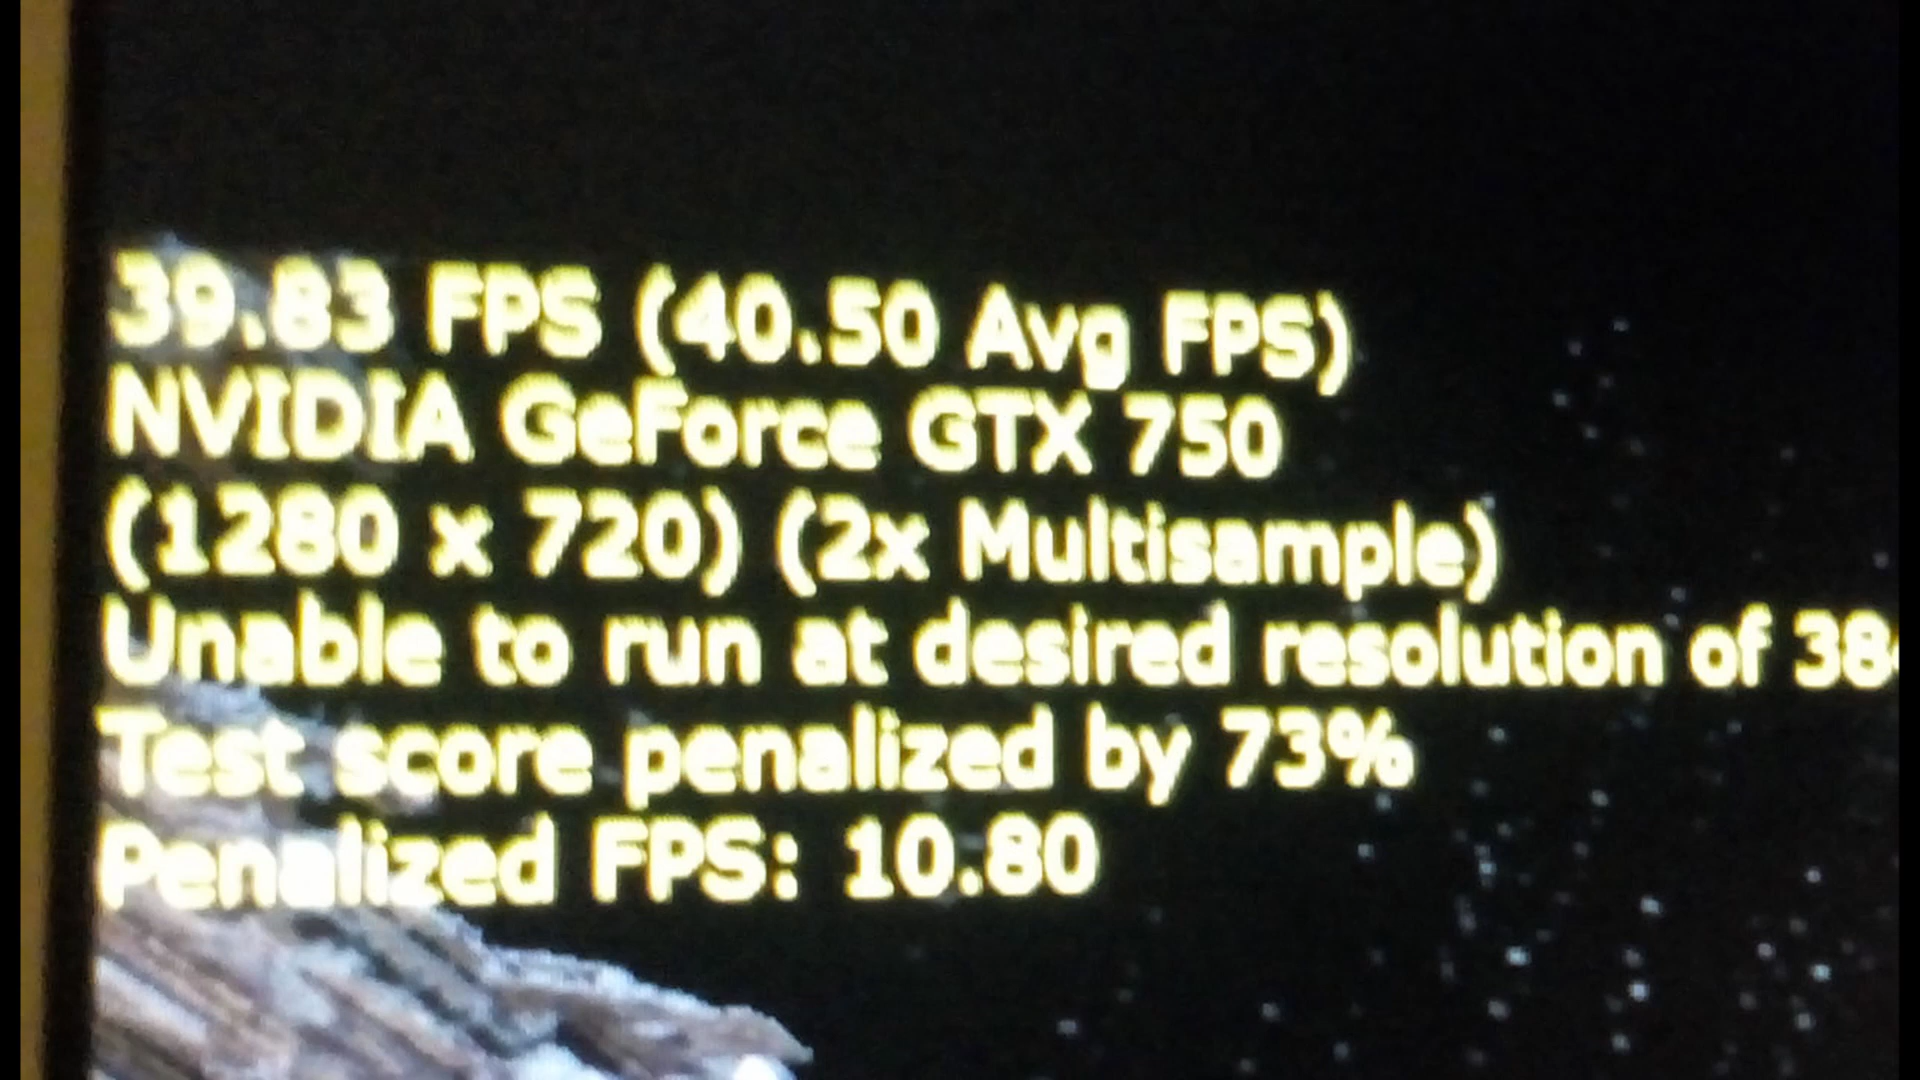 39.83 FPS (40.50 Avg FPS)
NVIDIA GeForce GTX 750
(1280 x 720) (2x Multisample)
Unable to run at desired resolution of
Test score penalized by 73%
Penalized FPS: 10.80